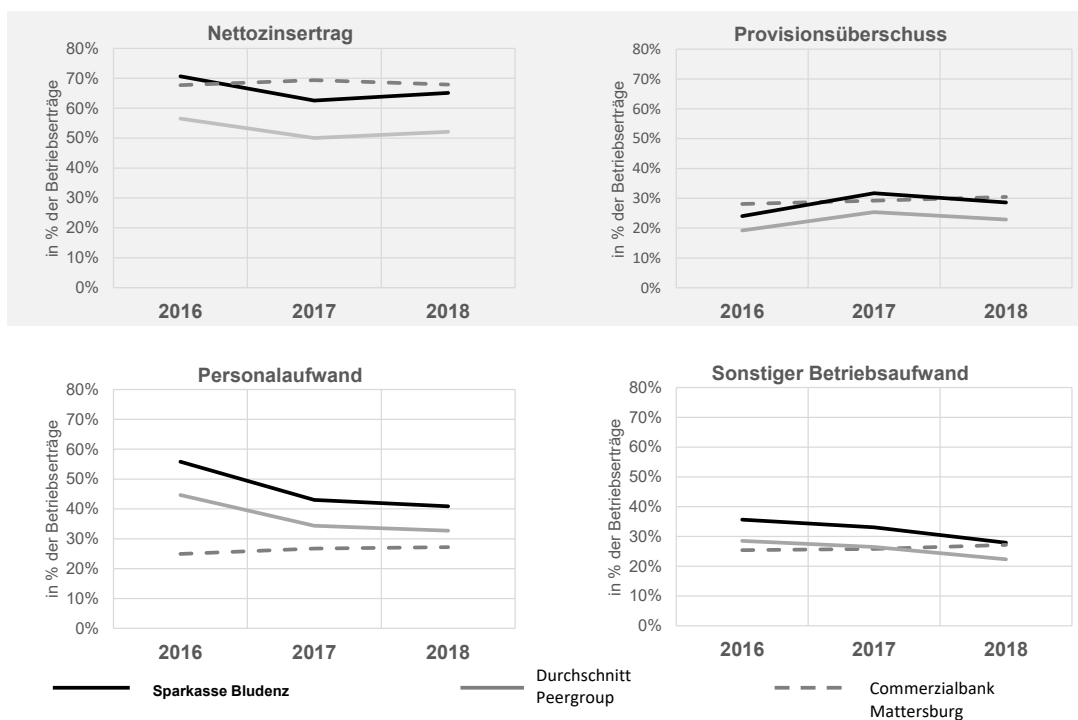 Nettozinsertrag
in % der Betriebserträge
80%
70%
60%
50%
40%
30%
20%
10%
0%
2016 2017 2018
Provisionsüberschuss
in % der Betriebserträge
80%
70%
60%
50%
40%
30%
20%
10%
0%
2016 2017 2018
Personalaufwand
in % der Betriebserträge
80%
70%
60%
50%
40%
30%
20%
10%
0%
2016 2017 2018
Sonstiger Betriebsaufwand
in % der Betriebserträge
80%
70%
60%
50%
40%
30%
20%
10%
0%
2016 2017 2018
Sparkasse Bludenz
Durchschnitt
Peergroup
Commerzialbank
Mattersburg